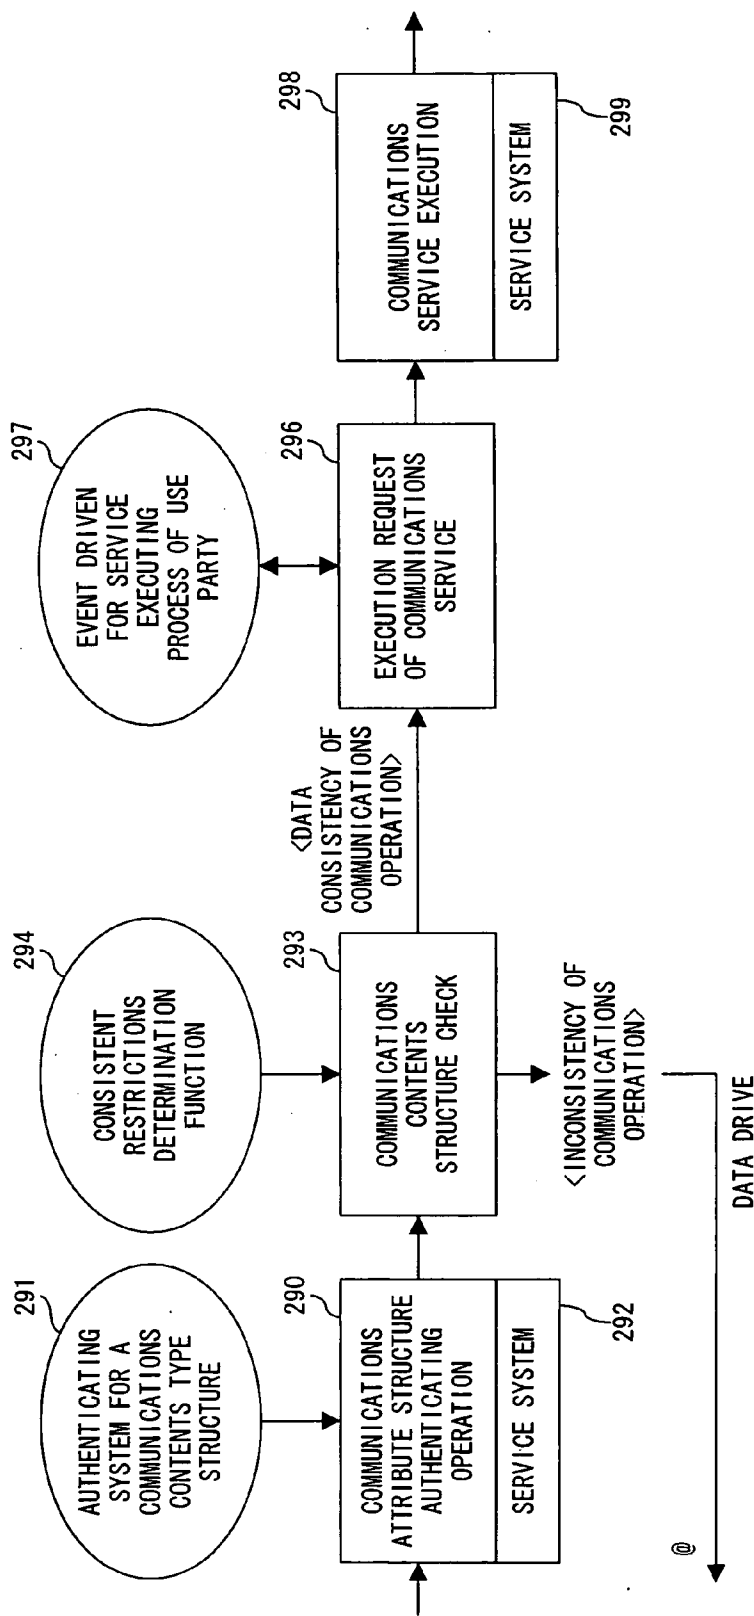 291
AUTHENTICATING
SYSTEM FOR A
COMMUNICATIONS
CONTENTS TYPE
STRUCTURE
294
CONSISTENT
RESTRICTIONS
DETERMINATION
FUNCTION
297
EVENT DRIVEN
FOR SERVICE
EXECUTING
PROCESS OF USE
PARTY
290
COMMUNICATIONS
ATTRIBUTE STRUCTURE
AUTHENTICATING
OPERATION
SERVICE SYSTEM
292
293
COMMUNICATIONS
CONTENTS
STRUCTURE CHECK
<DATA
CONSISTENCY OF
COMMUNICATIONS
OPERATION>
296
EXECUTION REQUEST
OF COMMUNICATIONS
SERVICE
298
COMMUNICATIONS
SERVICE EXECUTION
SERVICE SYSTEM
299
<INCONSISTENCY OF
COMMUNICATIONS
OPERATION>
@
DATA DRIVE